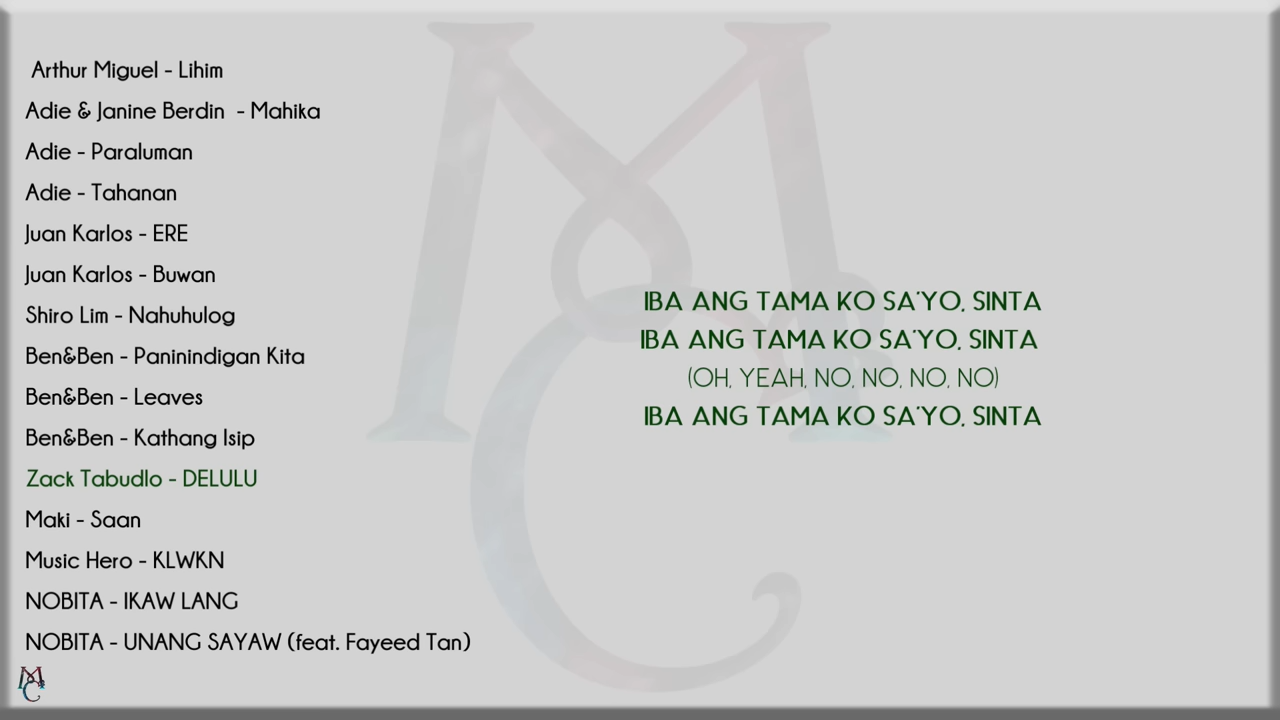 Arthur Miguel - Lihim
Adie & Janine Berdin - Mahika
Adie - Paraluman
Adie - Tahanan
Juan Karlos - ERE
Juan Karlos - Buwan
Shiro Lim - Nahuhulog
Ben&Ben - Paninindigan Kita
Ben&Ben - Leaves
Ben&Ben - Kathang Isip
Zack Tabudlo - DELULU
Maki - Saan
Music Hero - KLWKN
NOBITA - IKAW LANG
NOBITA - UNANG SAYAW (feat. Fayeed Tan)
IBA ANG TAMA KO SA'YO, SINTA
IBA ANG TAMA KO SA'YO, SINTA
(OH, YEAH, NO, NO, NO, NO)
IBA ANG TAMA KO SA'YO, SINTA